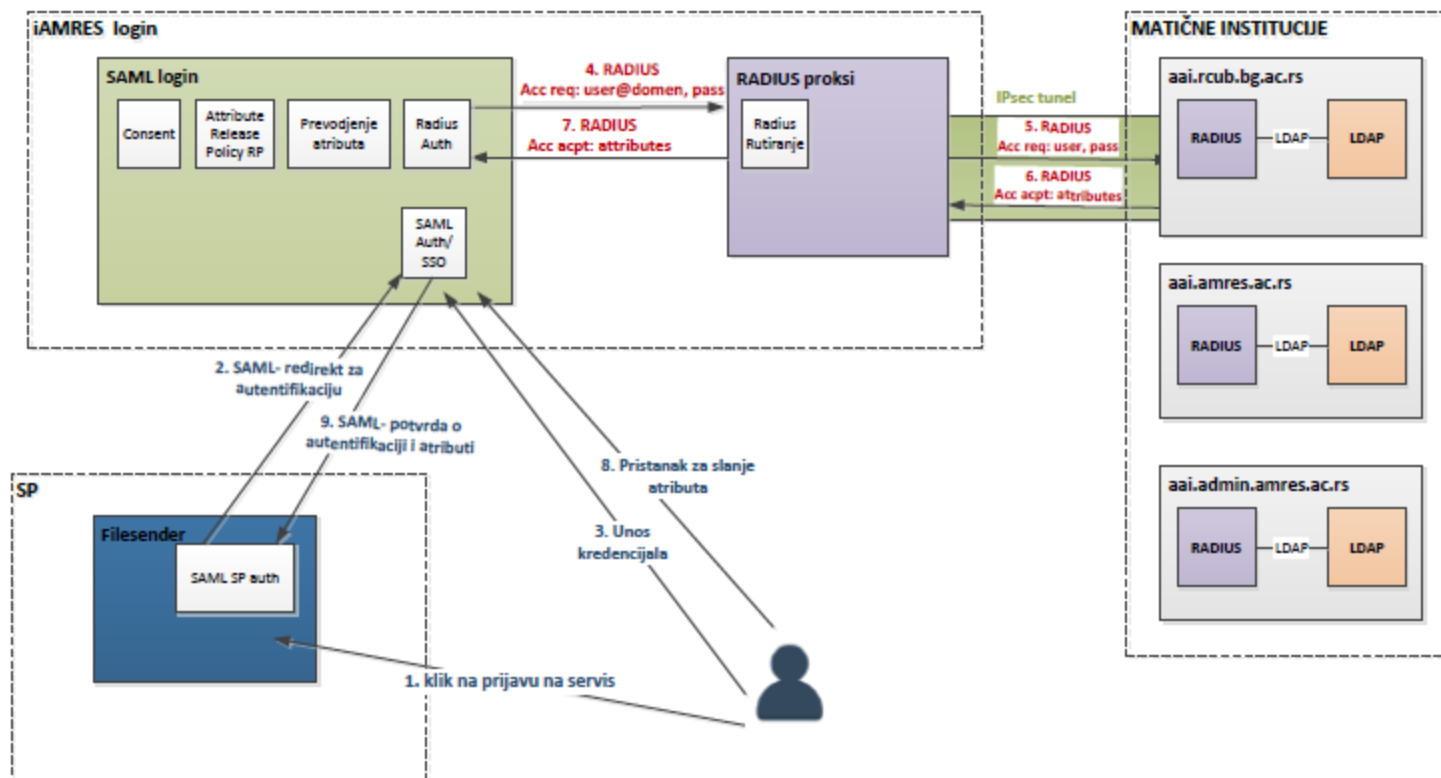 iAMRES login
SAML login
Consent
Attribute
Release
Policy RP
Prevodjenje
atributa
Radius
Auth
SAML
Auth/
SSO
4. RADIUS
Acc req: user@domen, pass
7. RADIUS
Acc acpt: attributes
RADIUS proksi
Radius
Rutiranje
IPsec tunel
5. RADIUS
Acc req: user, pass
6. RADIUS
Acc acpt: attributes
MATIČNE INSTITUCIJE
aai.rcub.bg.ac.rs
RADIUS
LDAP
LDAP
aai.amres.ac.rs
RADIUS
LDAP
LDAP
aai.admin.amres.ac.rs
RADIUS
LDAP
LDAP
2. SAML- redirekt za
autentifikaciju
9. SAML- potvrda o
autentifikaciji i atributi
8. Pristanak za slanje
atributa
3. Unos
kredencijala
SP
Filesender
SAML SP auth
1. klik na prijavu na servis